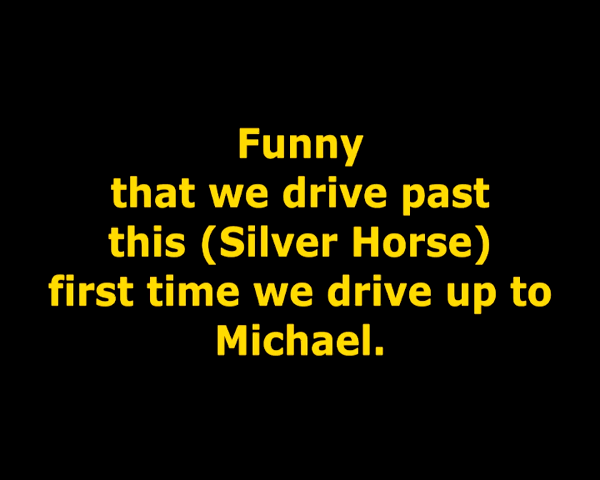 Funny
that we drive past
this (Silver Horse)
first time we drive up to
Michael.